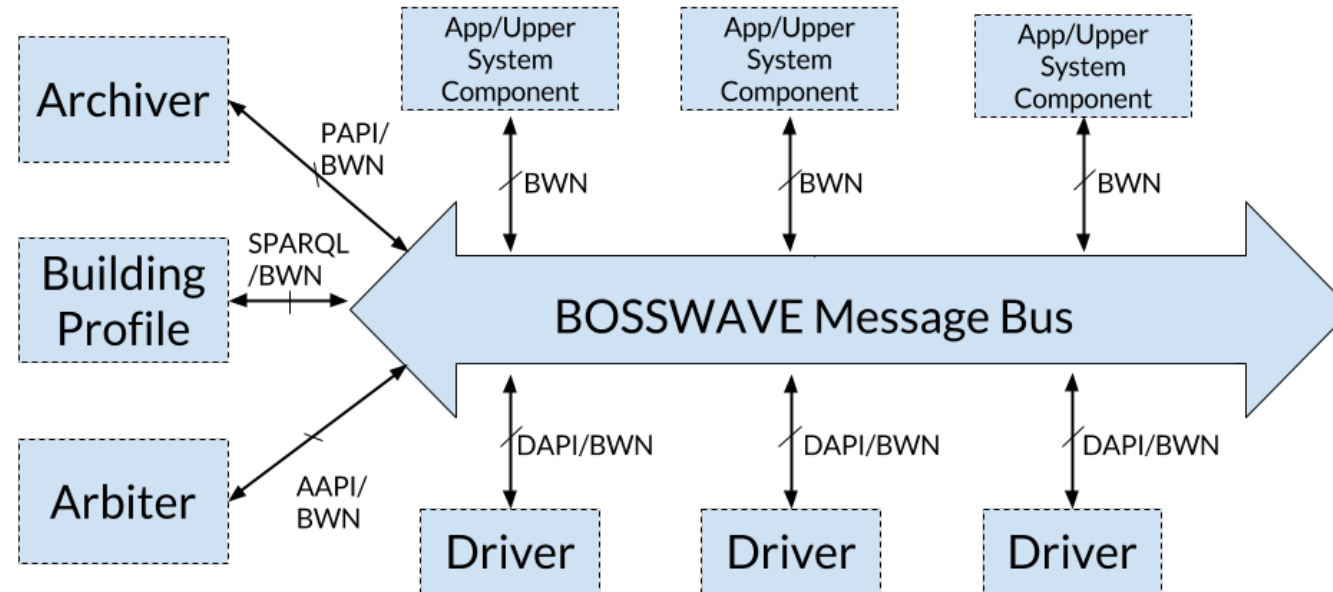 App/Upper
System
Component
App/Upper
System
Component
App/Upper
System
Component
Archiver
PAPI/
BWN
BWN
BWN
BWN
SPARQL
/BWN
Building
Profile
BOSSWAVE Message Bus
DAPI/BWN
DAPI/BWN
DAPI/BWN
AAPI/
BWN
Arbiter
Driver
Driver
Driver